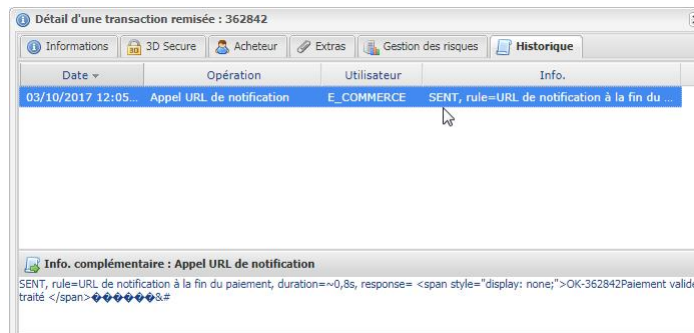 Détail d'une transaction remisée : 362842
Informations 3D Secure Acheteur Extras Gestion des risques Historique
Date Opération Utilisateur Info.
03/10/2017 12:05... Appel URL de notification E_COMMERCE SENT, rule=URL de notification à la fin du ...
Info. complémentaire : Appel URL de notification
SENT, rule=URL de notification à la fin du paiement, duration=~0,8s, response= <span style="display: none;">OK-362842Paiement valide
traité </span>������&#